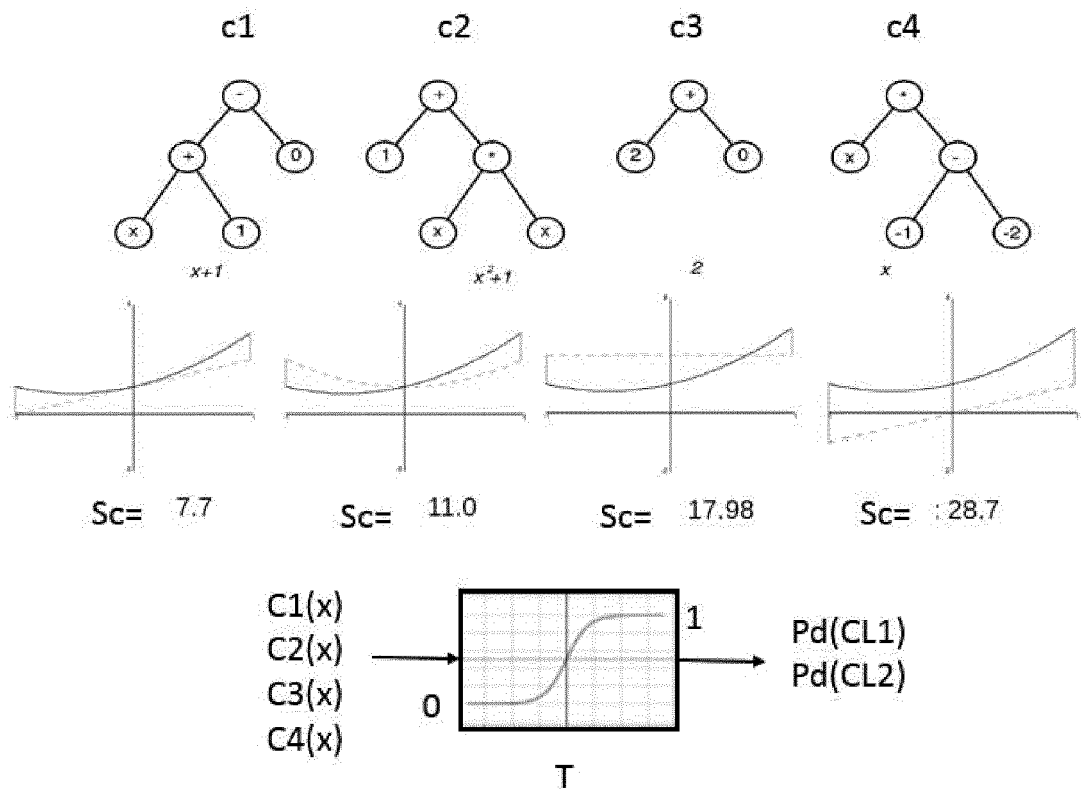 c1 c2 c3 c4
- + + *
+ 0 1 * 2 0 x -
x 1 x x -1 -2
x+1 x²+1 2 x
Sc= 7.7 Sc= 11.0 Sc= 17.98 Sc= : 28.7
C1(x)
C2(x)
C3(x)
C4(x)
0
1
Pd(CL1)
Pd(CL2)
T